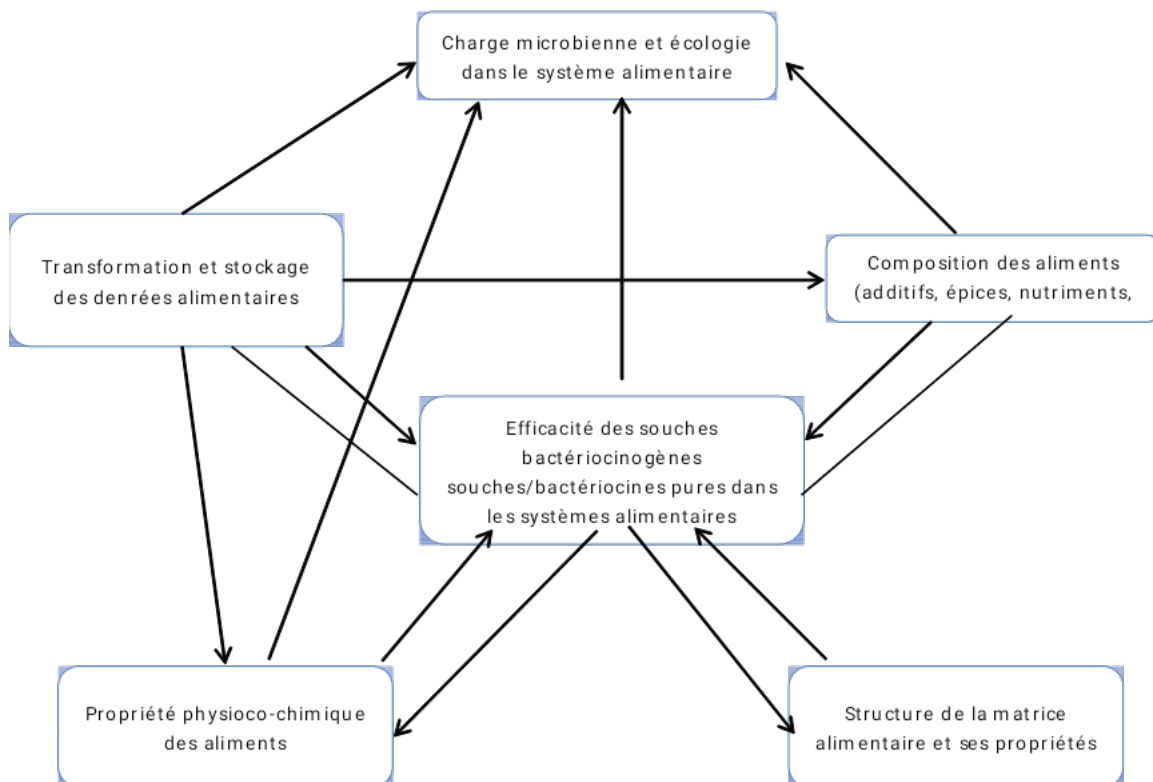 Charge microbienne et écologie
dans le système alimentaire
Transformation et stockage
des denrées alimentaires
Composition des aliments
(additifs, épices, nutriments,
Efficacité des souches
bactériocinogènes
souches/bactériocines pures dans
les systèmes alimentaires
Propriété physioco-chimique
des aliments
Structure de la matrice
alimentaire et ses propriétés